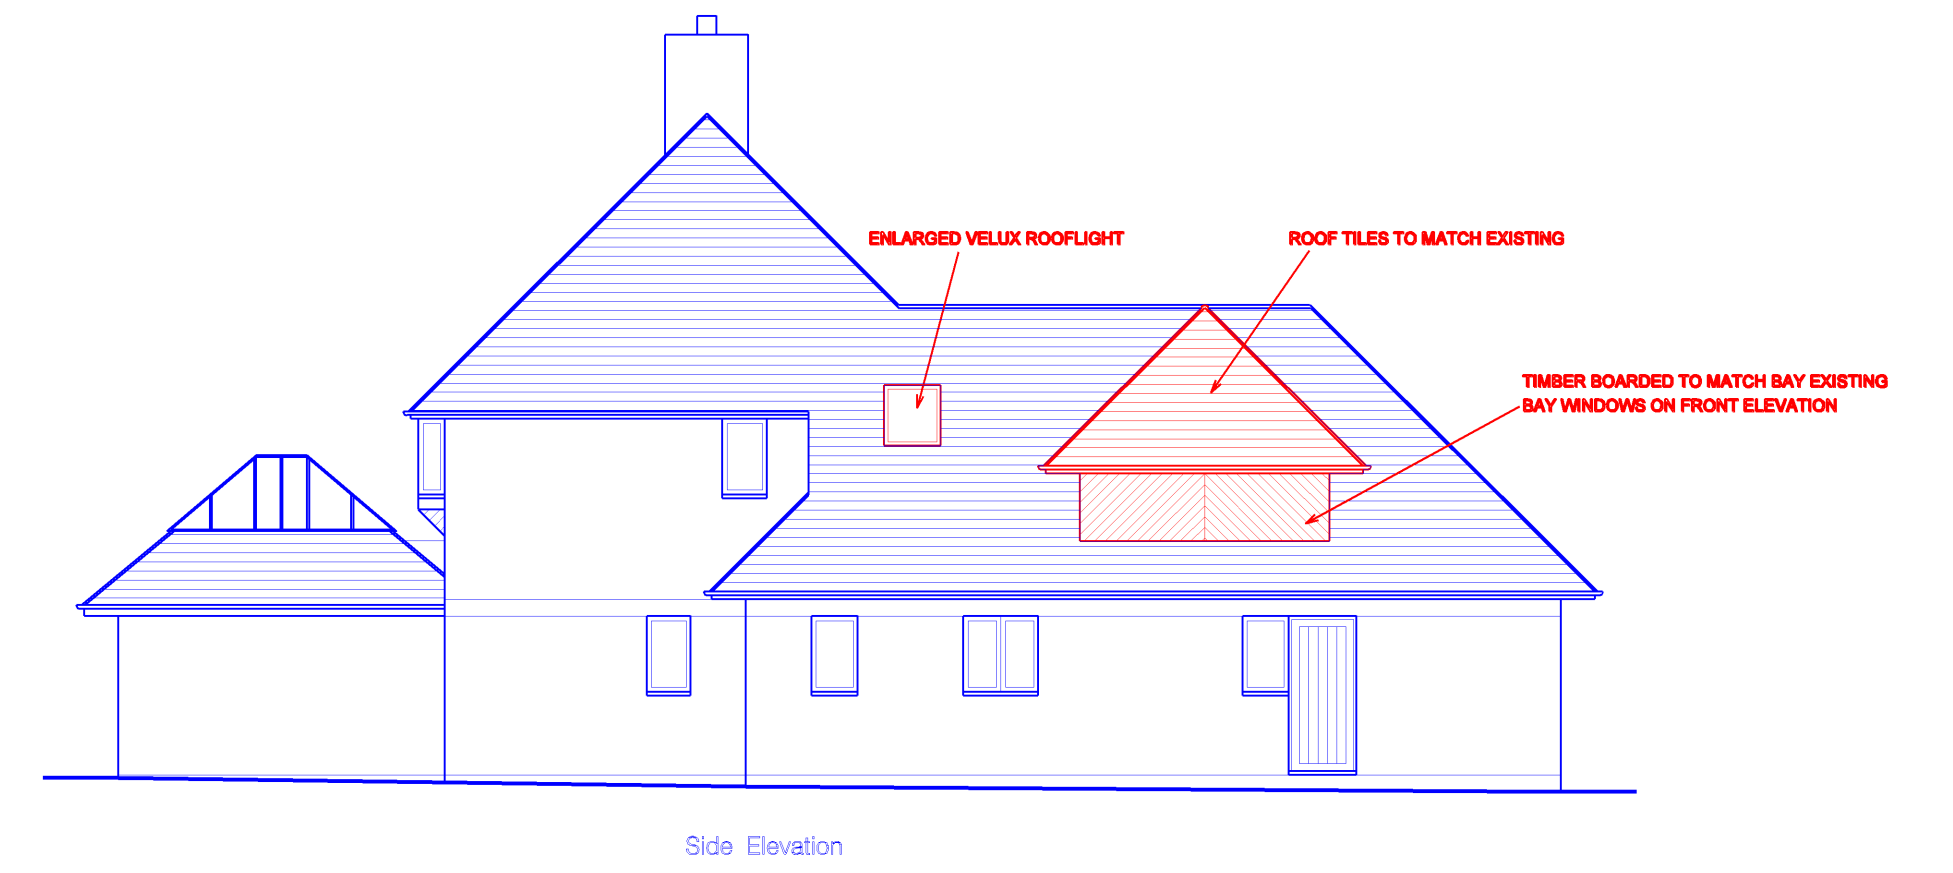 ENLARGED VELUX ROOFLIGHT
ROOF TILES TO MATCH EXISTING
TIMBER BOARDED TO MATCH BAY EXISTING
BAY WINDOWS ON FRONT ELEVATION
Side Elevation